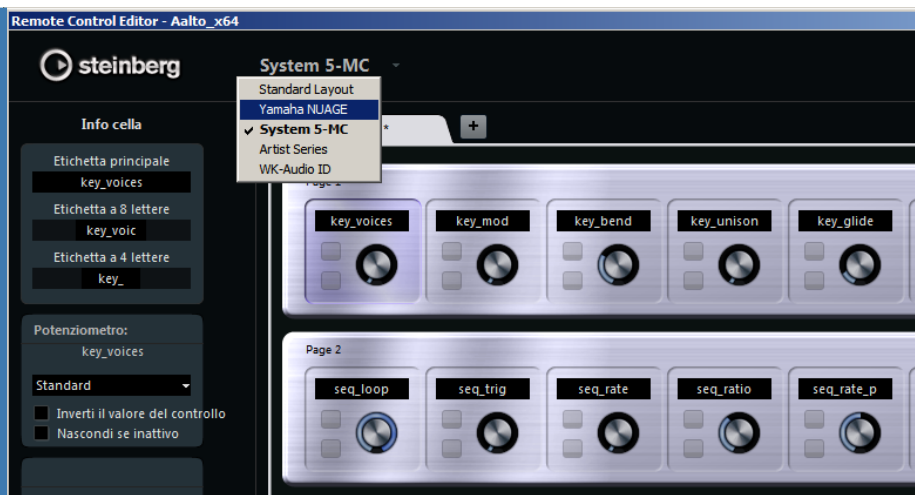 Remote Control Editor - Aalto_x64
steinberg
System 5-MC
Standard Layout
Yamaha NUAGE
System 5-MC
Artist Series
WK-Audio ID
*
+
Info cella
Etichetta principale
key_voices
Etichetta a 8 lettere
key_voic
Etichetta a 4 lettere
key_
Potenziometro:
key_voices
Standard
Inverti il valore del controllo
Nascondi se inattivo
Page 1
key_voices key_mod key_bend key_unison key_glide
Page 2
seq_loop seq_trig seq_rate seq_ratio seq_rate_p